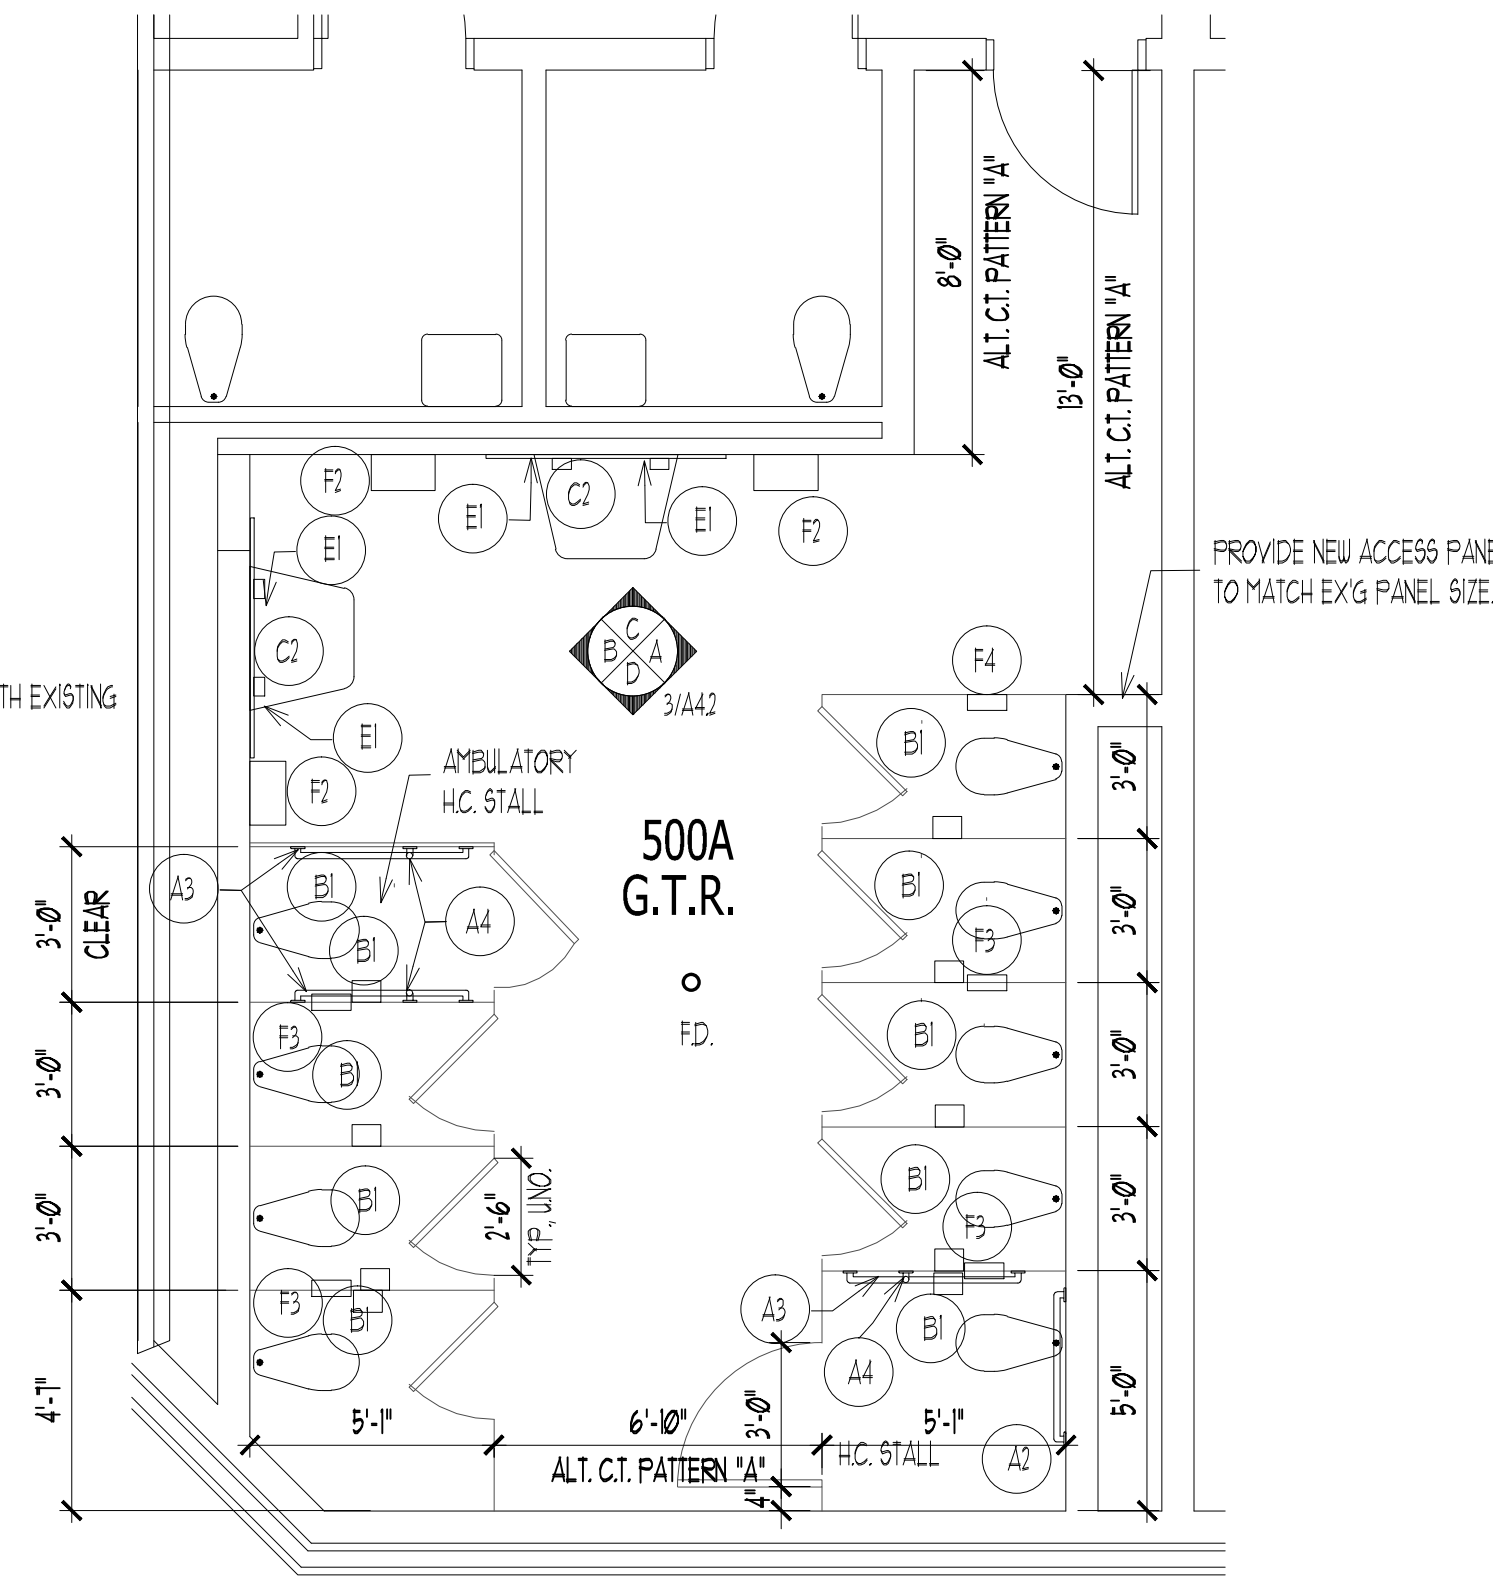 8'-0"
ALT. C.T. PATTERN "A"
13'-0"
ALT. C.T. PATTERN "A"
F2
E1
C2
E1
F2
E1
PROVIDE NEW ACCESS PANE
TO MATCH EX'G PANEL SIZE.
C2
C
B
A
D
3/A4.2
F4
TH EXISTING
E1
B1
3'-0"
AMBULATORY
H.C. STALL
F2
500A
G.T.R.
A3
B1
B1
A4
3'-0"
CLEAR
B1
F3
3'-0"
F.D.
F3
B1
3'-0"
B1
3'-0"
B1
3'-0"
2'-6"
TYP., U.N.O.
B1
F3
3'-0"
F3
B1
A3
B1
A4
4'-7"
5'-1"
6'-10"
3'-0"
5'-1"
5'-0"
ALT. C.T. PATTERN "A"
H.C. STALL
A2
4"